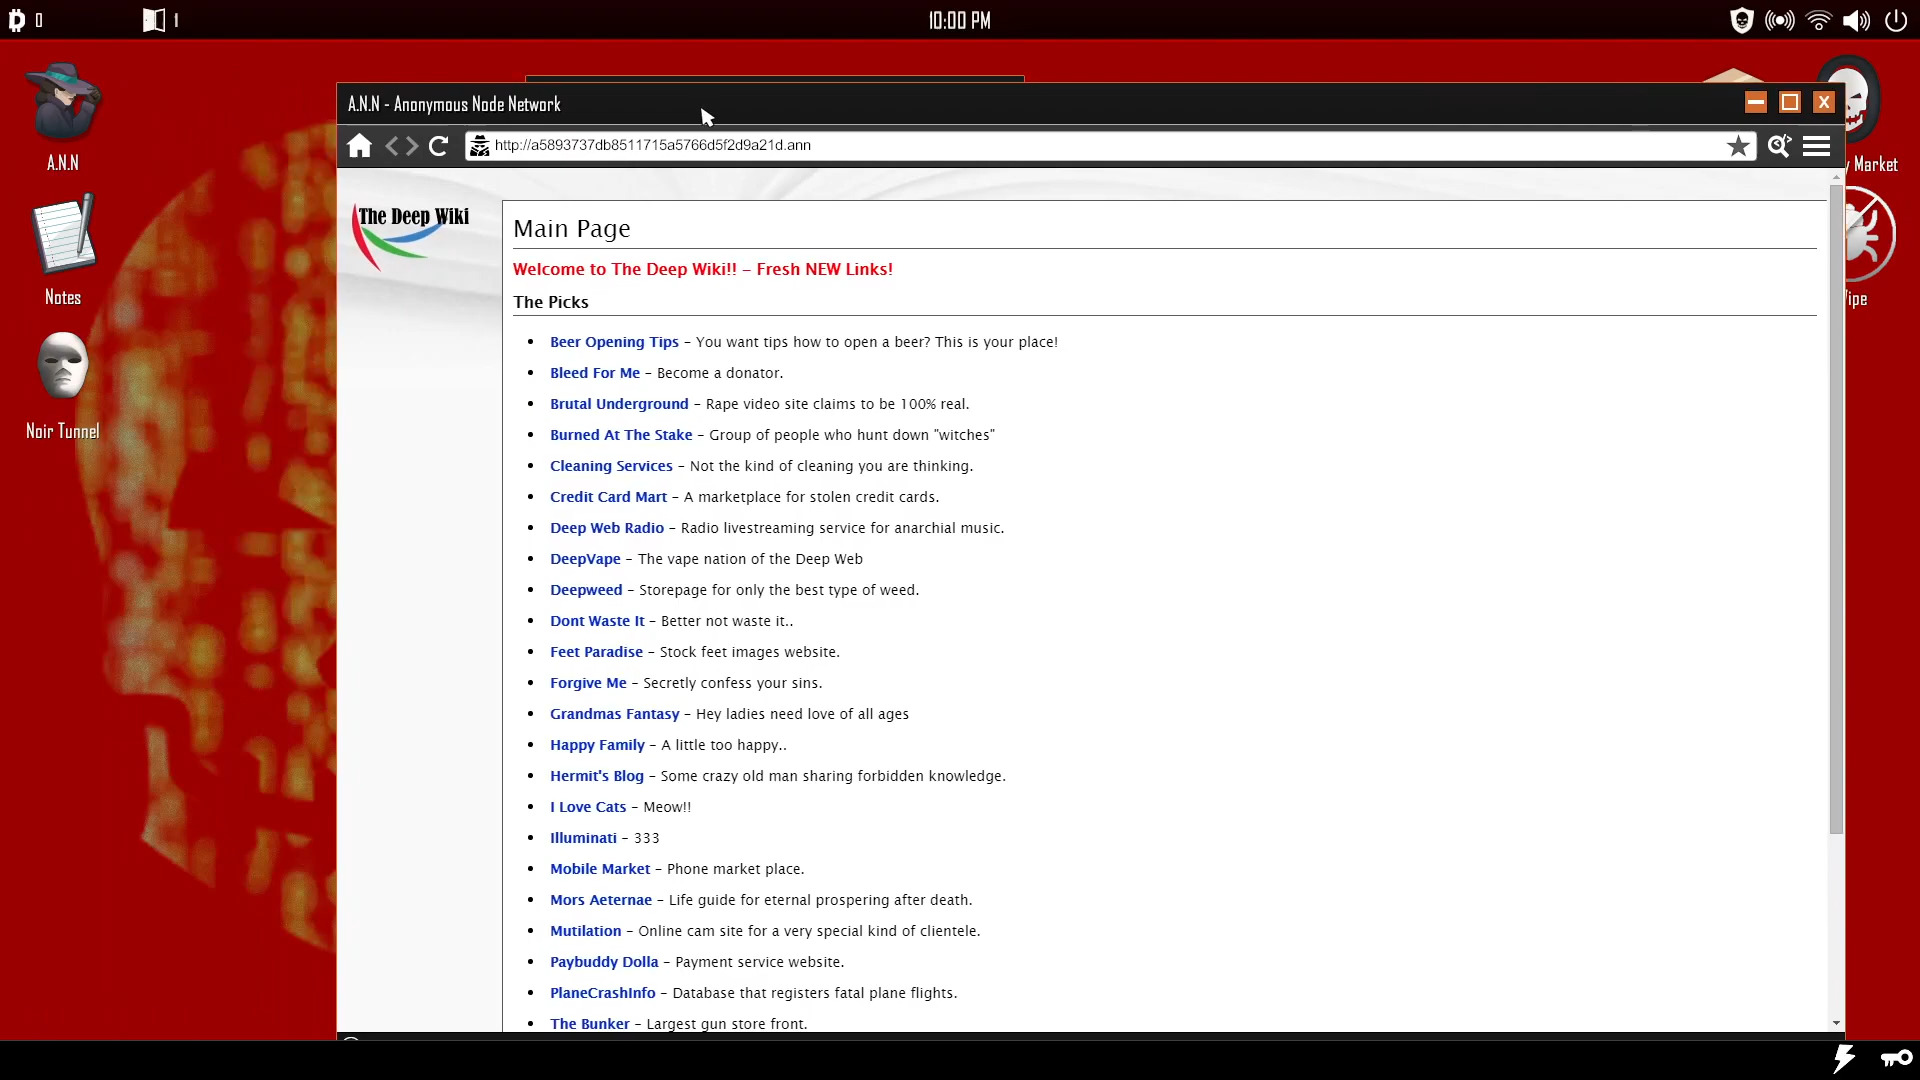 0
1
10:00 PM
A.N.N
Notes
Noir Tunnel
Market
A.N.N - Anonymous Node Network
X
http://a5893737db8511715a5766d5f2d9a21d.ann
The Deep Wiki
Main Page
Welcome to The Deep Wiki!! - Fresh NEW Links!
The Picks
Beer Opening Tips - You want tips how to open a beer? This is your place!
Bleed For Me - Become a donator.
Brutal Underground - Rape video site claims to be 100% real.
Burned At The Stake - Group of people who hunt down "witches"
Cleaning Services - Not the kind of cleaning you are thinking.
Credit Card Mart - A marketplace for stolen credit cards.
Deep Web Radio - Radio livestreaming service for anarchial music.
DeepVape - The vape nation of the Deep Web
Deepweed - Storepage for only the best type of weed.
Dont Waste It - Better not waste it..
Feet Paradise - Stock feet images website.
Forgive Me - Secretly confess your sins.
Grandmas Fantasy - Hey ladies need love of all ages
Happy Family - A little too happy..
Hermit's Blog - Some crazy old man sharing forbidden knowledge.
I Love Cats - Meow!!
Illuminati - 333
Mobile Market - Phone market place.
Mors Aeternae - Life guide for eternal prospering after death.
Mutilation - Online cam site for a very special kind of clientele.
Paybuddy Dolla - Payment service website.
PlaneCrashInfo - Database that registers fatal plane flights.
The Bunker - Largest gun store front.